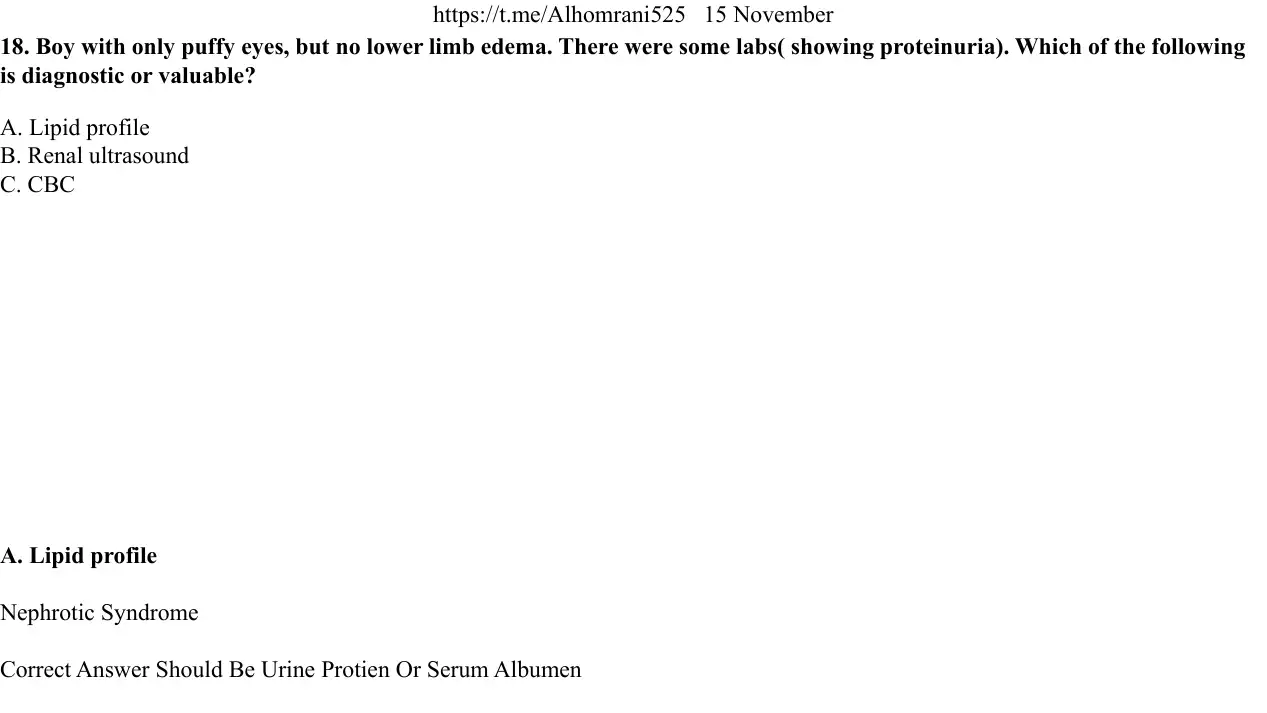 https://t.me/Alhomrani525 15 November
18. Boy with only puffy eyes, but no lower limb edema. There were some labs( showing proteinuria). Which of the following
is diagnostic or valuable?
A. Lipid profile
B. Renal ultrasound
C. CBC
A. Lipid profile
Nephrotic Syndrome
Correct Answer Should Be Urine Protien Or Serum Albumen